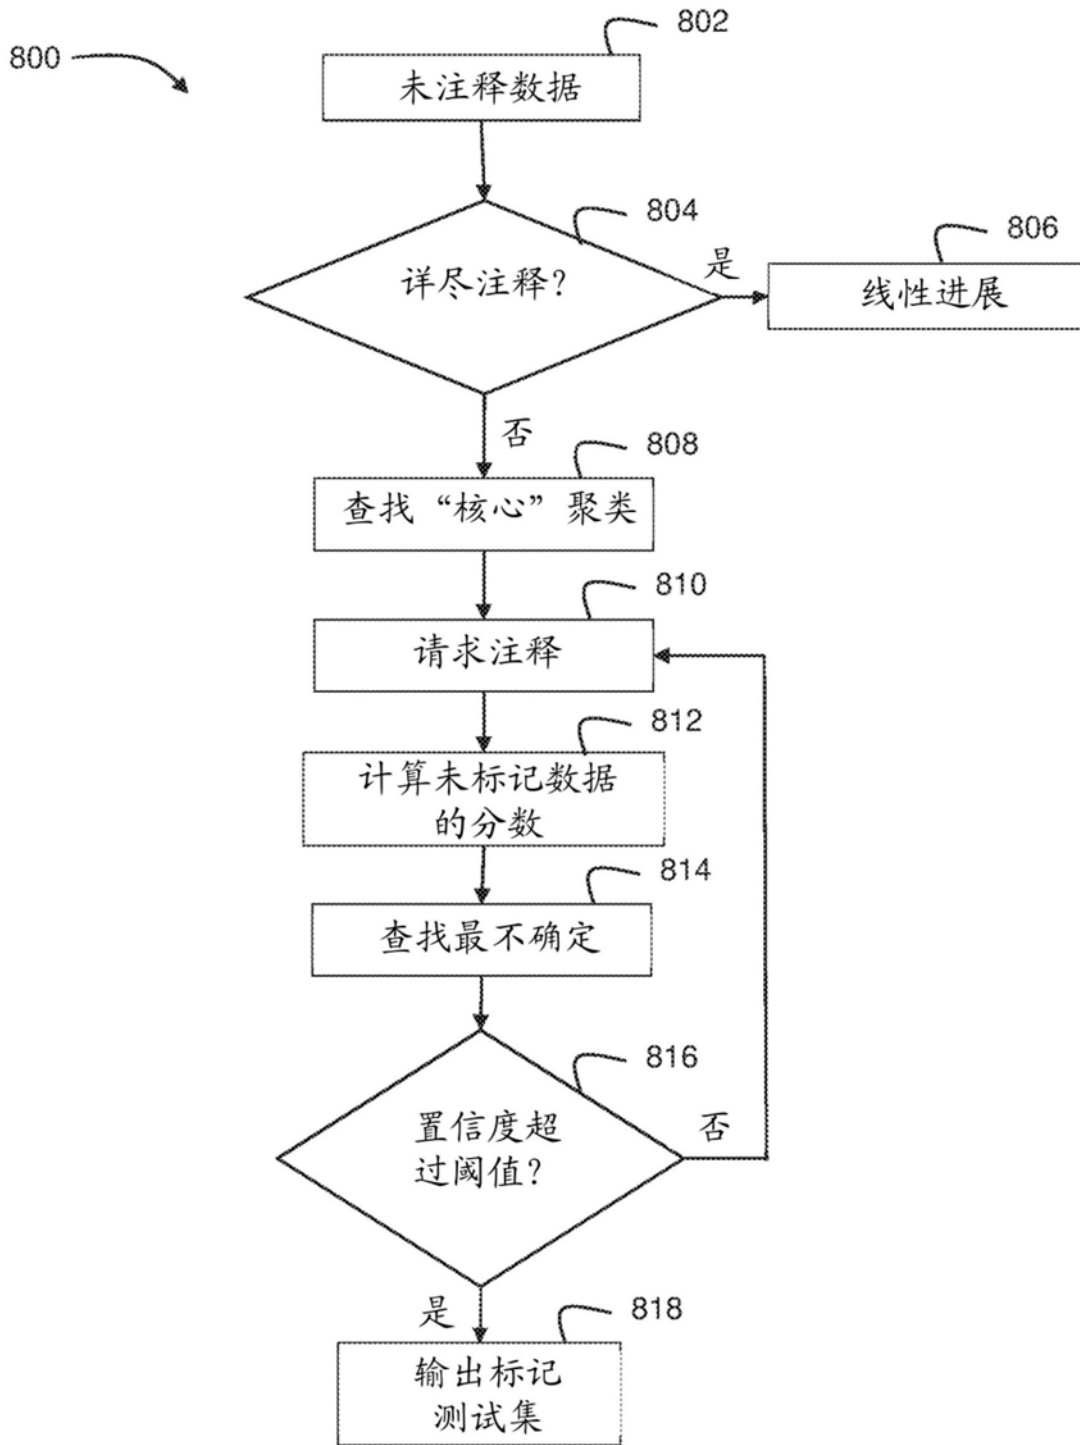 802
800
未注释数据
804
806
是
详尽注释?
线性进展
否
808
查找“核心”聚类
810
请求注释
812
计算未标记数据
的分数
814
查找最不确定
816
置信度超
过阈值?
否
是
818
输出标记
测试集